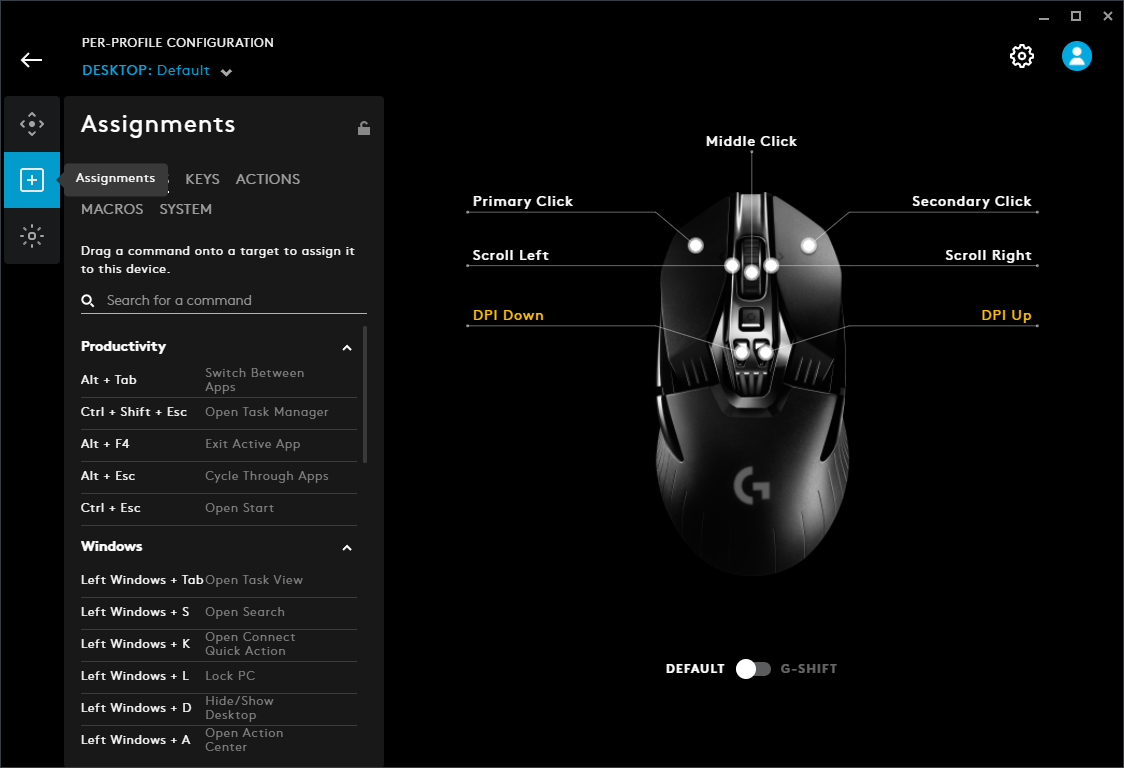 PER-PROFILE CONFIGURATION
DESKTOP: Default
Assignments
Assignments
KEYS ACTIONS
MACROS SYSTEM
Drag a command onto a target to assign it
to this device.
Search for a command
Productivity
Alt + Tab Switch Between
Apps
Ctrl + Shift + Esc Open Task Manager
Alt + F4 Exit Active App
Alt + Esc Cycle Through Apps
Ctrl + Esc Open Start
Windows
Left Windows + Tab Open Task View
Left Windows + S Open Search
Left Windows + K Open Connect
Quick Action
Left Windows + L Lock PC
Left Windows + D Hide/Show
Desktop
Left Windows + A Open Action
Center
Middle Click
Primary Click
Secondary Click
Scroll Left
Scroll Right
DPI Down
DPI Up
G
DEFAULT G-SHIFT